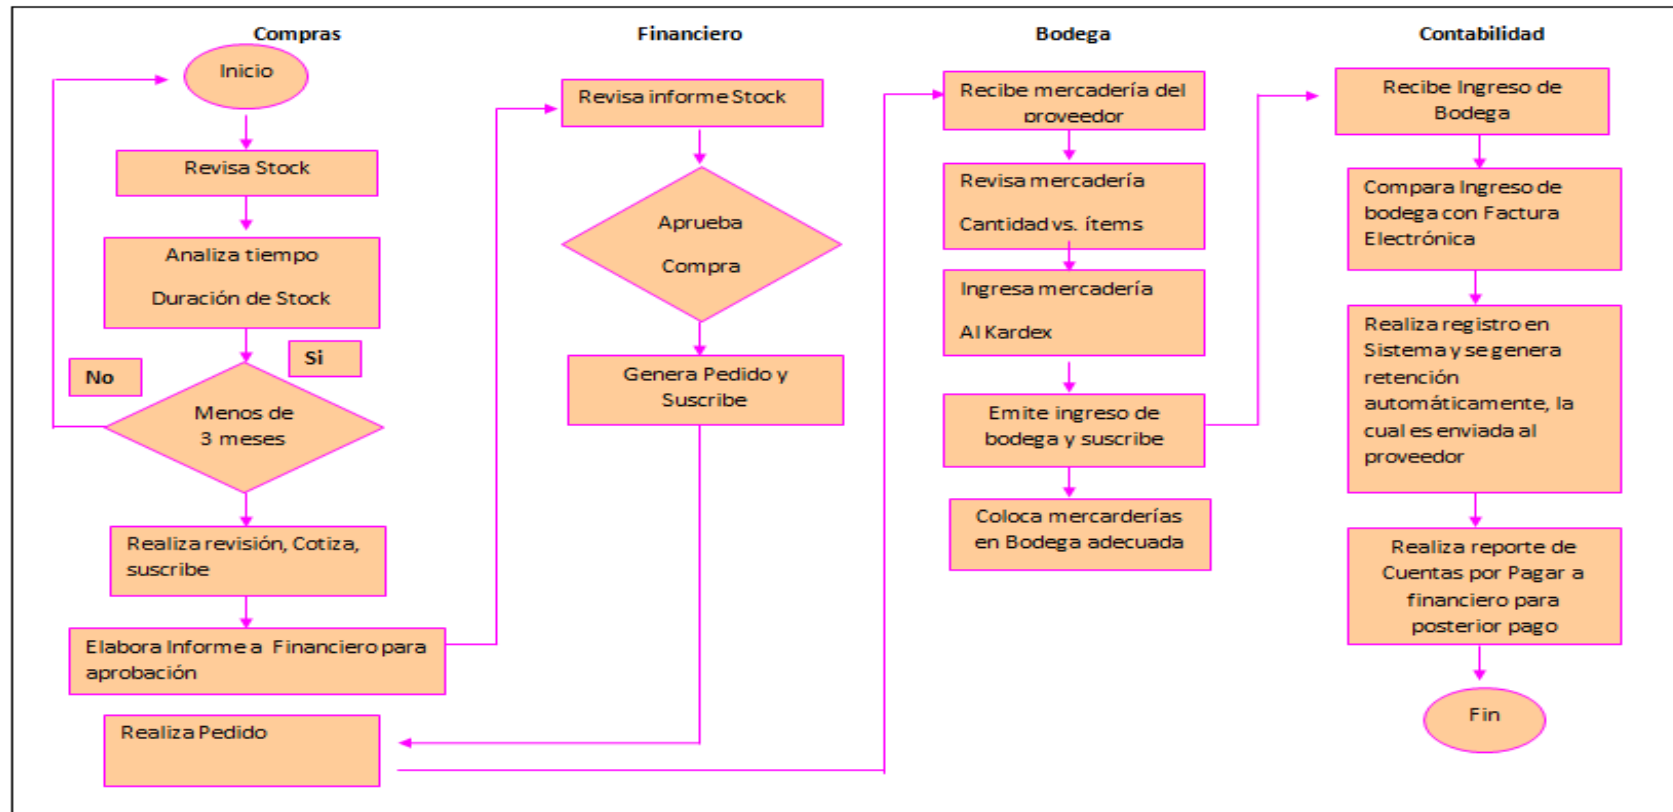 Compras
Inicio
Revisa Stock
Analiza tiempo
Duración de Stock
No
Si
Menos de
3 meses
Realiza revisión, Cotiza,
suscribe
Elabora Informe a Financiero para
aprobación
Realiza Pedido
Financiero
Revisa informe Stock
Aprueba
Compra
Genera Pedido y
Suscribe
Bodega
Recibe mercadería del
proveedor
Revisa mercadería
Cantidad vs. ítems
Ingresa mercadería
Al Kardex
Emite ingreso de
bodega y suscribe
Coloca mercarderías
en Bodega adecuada
Contabilidad
Recibe Ingreso de
Bodega
Compara Ingreso de
bodega con Factura
Electrónica
Realiza registro en
Sistema y se genera
retención
automáticamente, la
cual es enviada al
proveedor
Realiza reporte de
Cuentas por Pagar a
financiero para
posterior pago
Fin